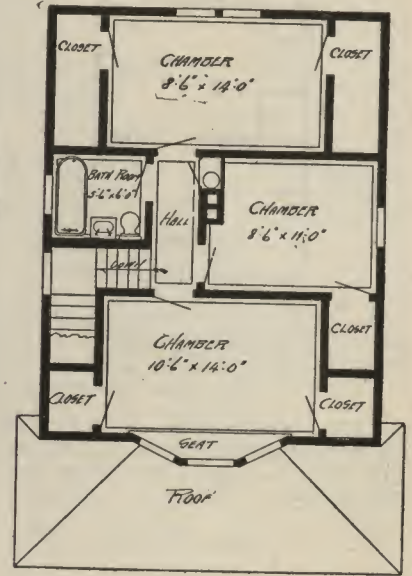 CLOSET
CHAMBER
8'-6" x 14'-0"
CLOSET
BATH ROOM
5'-6" x 6'-0"
HALL
CHAMBER
8'-6" x 11'-0"
DOWN
CHAMBER
10'-6" x 14'-0"
CLOSET
CLOSET
CLOSET
SEAT
ROOF